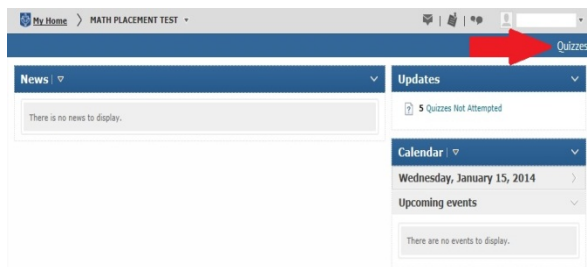 My Home > MATH PLACEMENT TEST
Quizzes
News
There is no news to display.
Updates
5 Quizzes Not Attempted
Calendar
Wednesday, January 15, 2014
Upcoming events
There are no events to display.